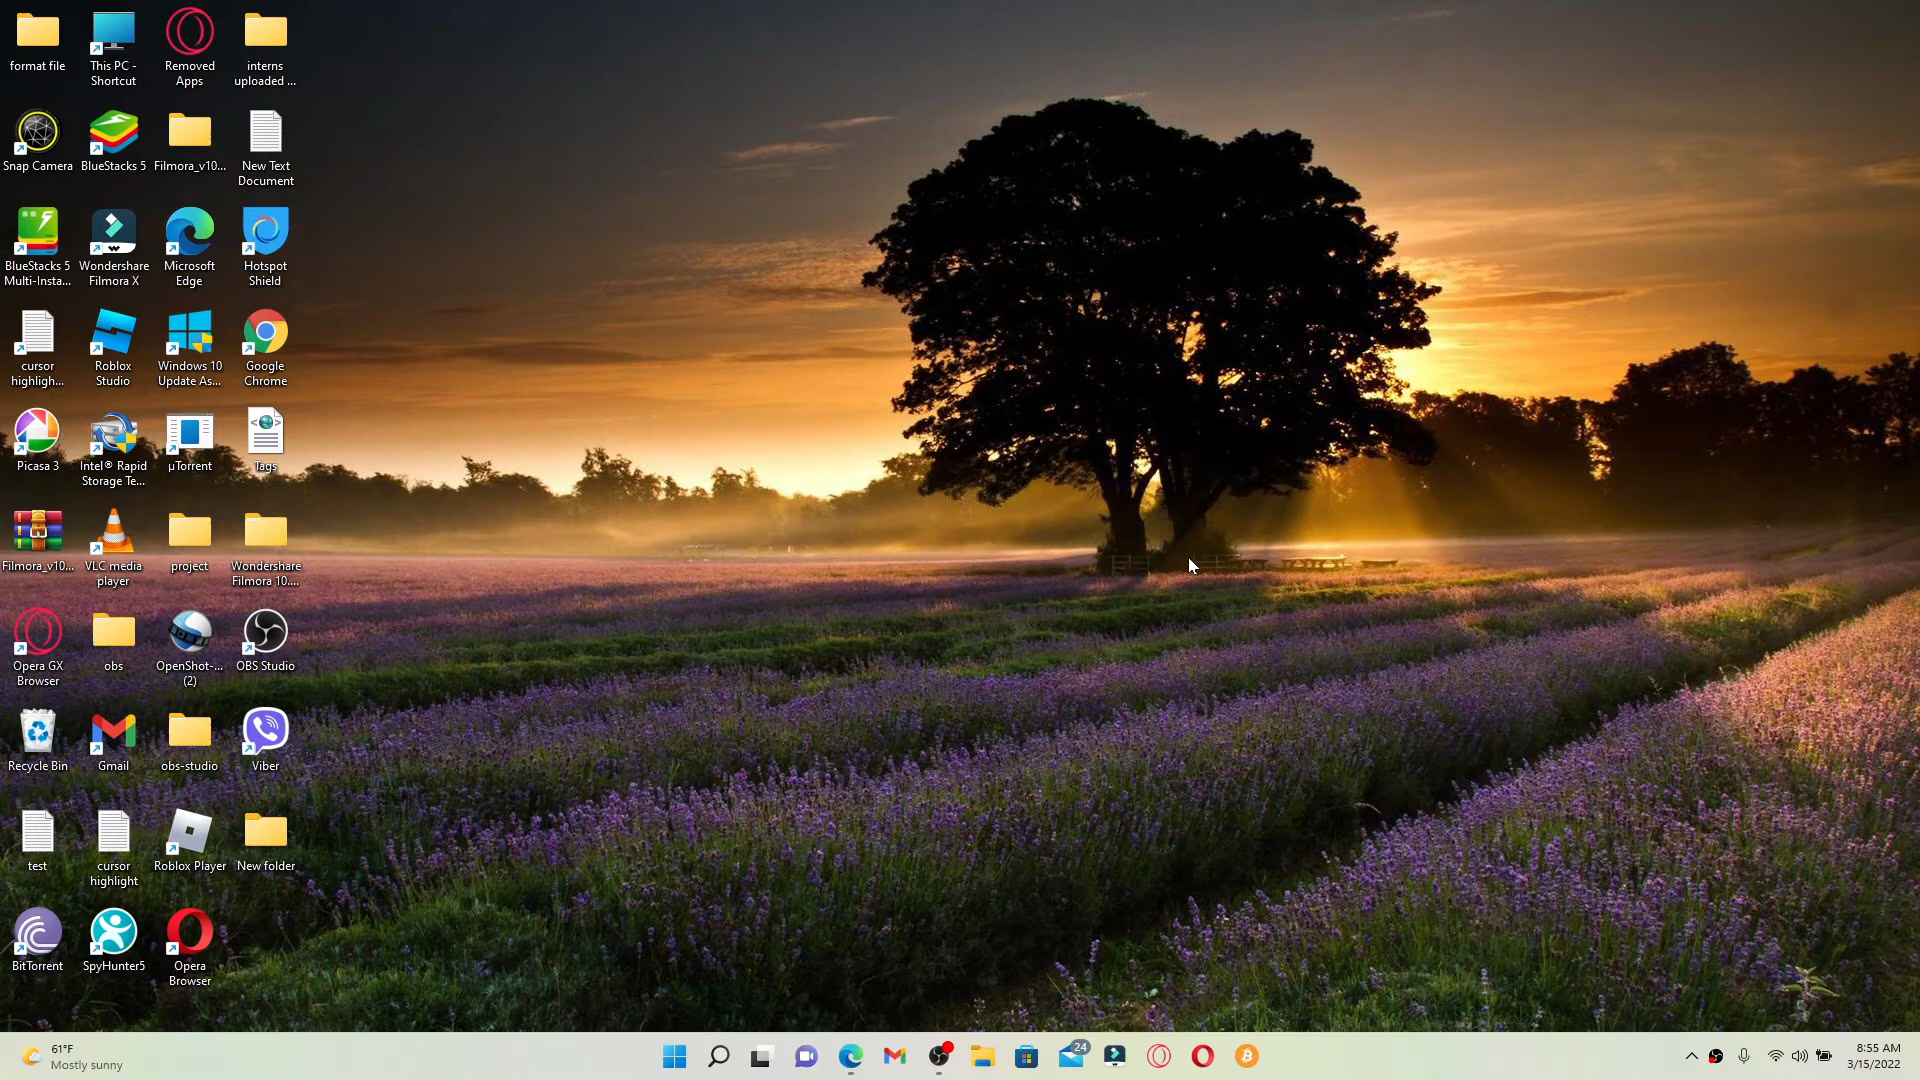 format file
This PC -
Shortcut
Removed
Apps
interns
uploaded ...
Snap Camera
BlueStacks 5
Filmora_v10...
New Text
Document
BlueStacks 5
Multi-Insta...
Wondershare
Filmora X
Microsoft
Edge
Hotspot
Shield
cursor
highligh...
Roblox
Studio
Windows 10
Update As...
Google
Chrome
Picasa 3
Intel® Rapid
Storage Te...
µTorrent
Tags
Filmora_v10...
VLC media
player
project
Wondershare
Filmora 10....
Opera GX
Browser
obs
OpenShot-...
(2)
OBS Studio
Recycle Bin
Gmail
obs-studio
Viber
test
cursor
highlight
Roblox Player
New folder
BitTorrent
SpyHunter5
Opera
Browser
61°F
Mostly sunny
24
8:55 AM
3/15/2022